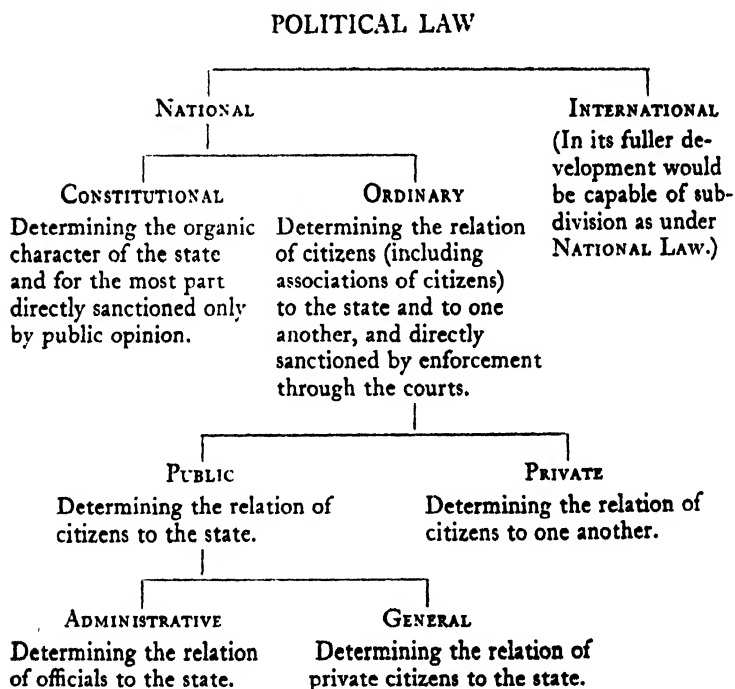 POLITICAL LAW
NATIONAL
INTERNATIONAL
(In its fuller de-
velopment would
be capable of sub-
division as under
NATIONAL LAW.)
CONSTITUTIONAL
Determining the organic
character of the state
and for the most part
directly sanctioned only
by public opinion.
ORDINARY
Determining the relation
of citizens (including
associations of citizens)
to the state and to one
another, and directly
sanctioned by enforcement
through the courts.
PUBLIC
Determining the relation of
citizens to the state.
PRIVATE
Determining the relation of
citizens to one another.
ADMINISTRATIVE
Determining the relation
of officials to the state.
GENERAL
Determining the relation of
private citizens to the state.